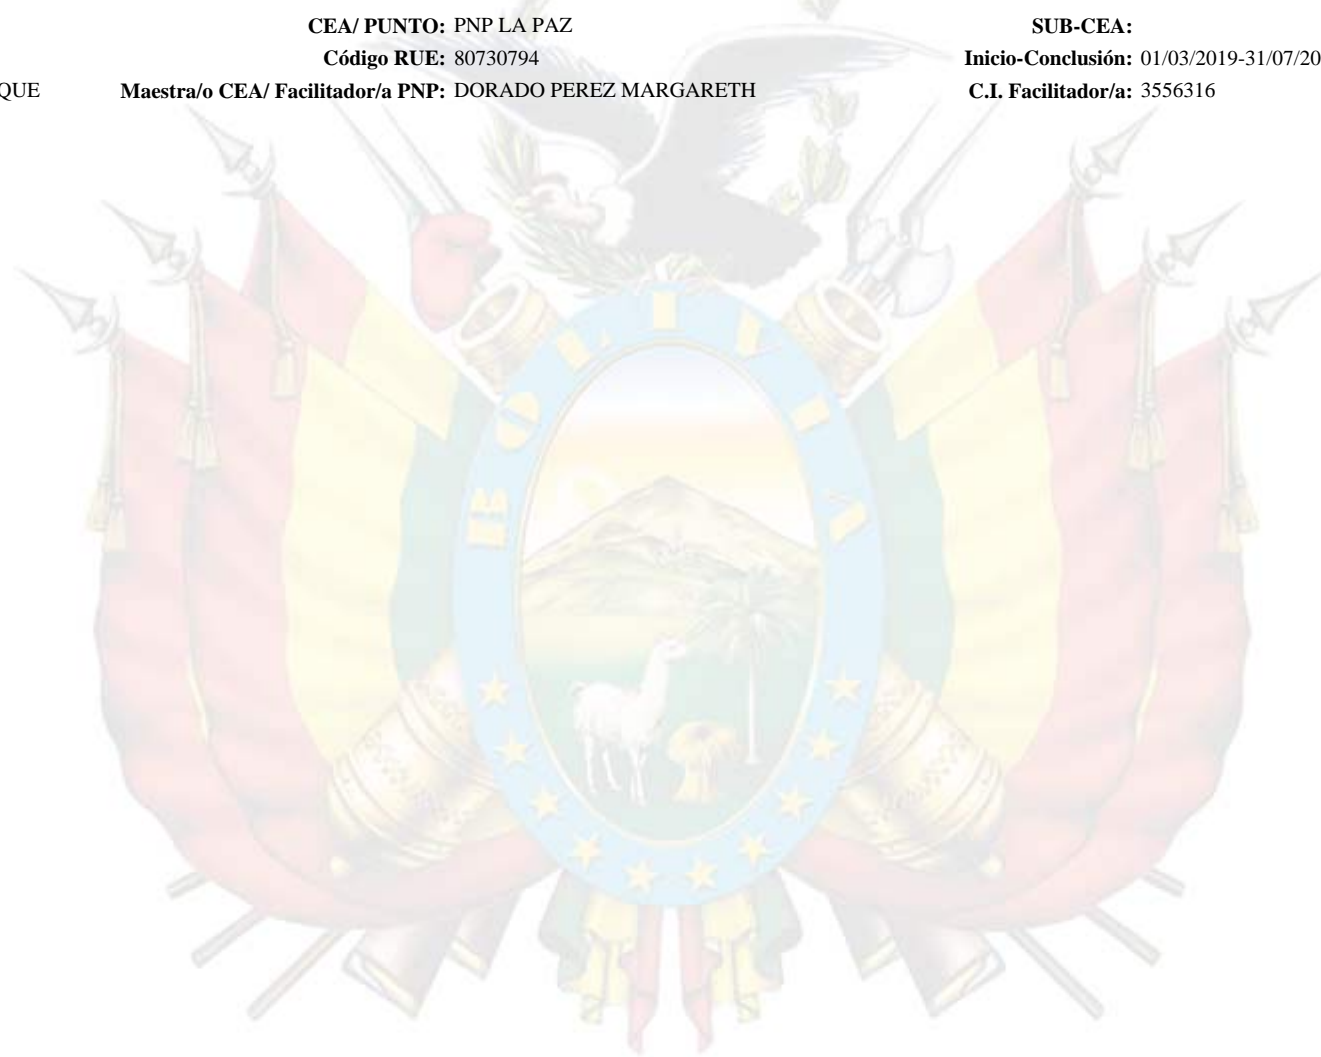 CEA/ PUNTO: PNP LA PAZ SUB-CEA:
Código RUE: 80730794 Inicio-Conclusión: 01/03/2019-31/07/20
QUE Maestra/o CEA/ Facilitador/a PNP: DORADO PEREZ MARGARETH C.I. Facilitador/a: 3556316
BOLIVIA